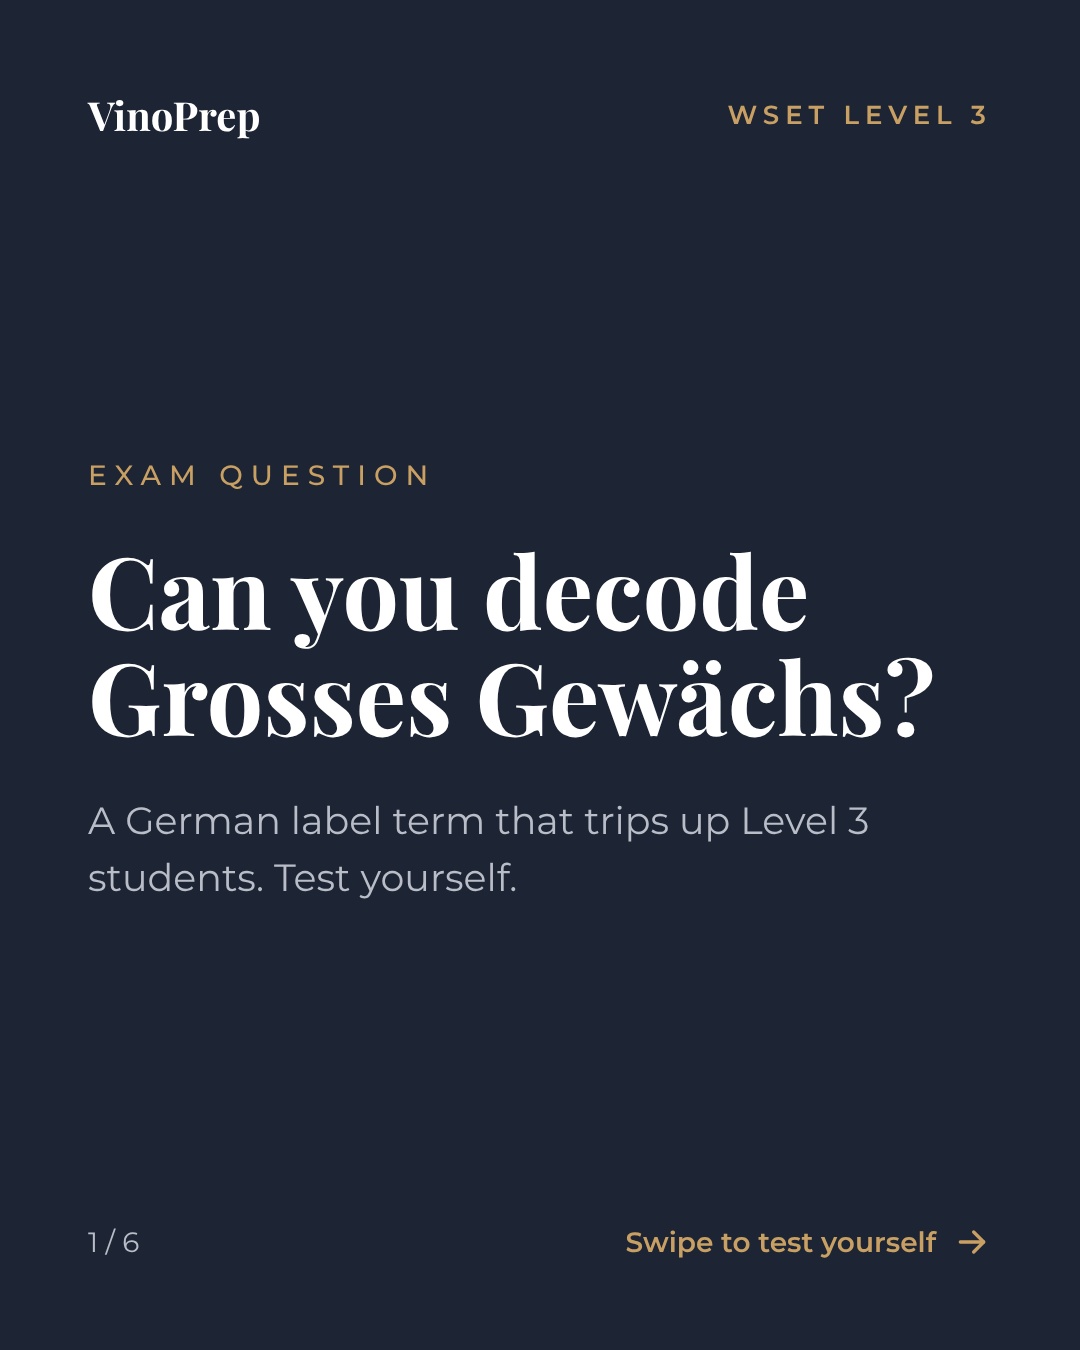 VinoPrep
WSET LEVEL 3
EXAM QUESTION
Can you decode
Grosses Gewächs?
A German label term that trips up Level 3
students. Test yourself.
1 / 6
Swipe to test yourself →